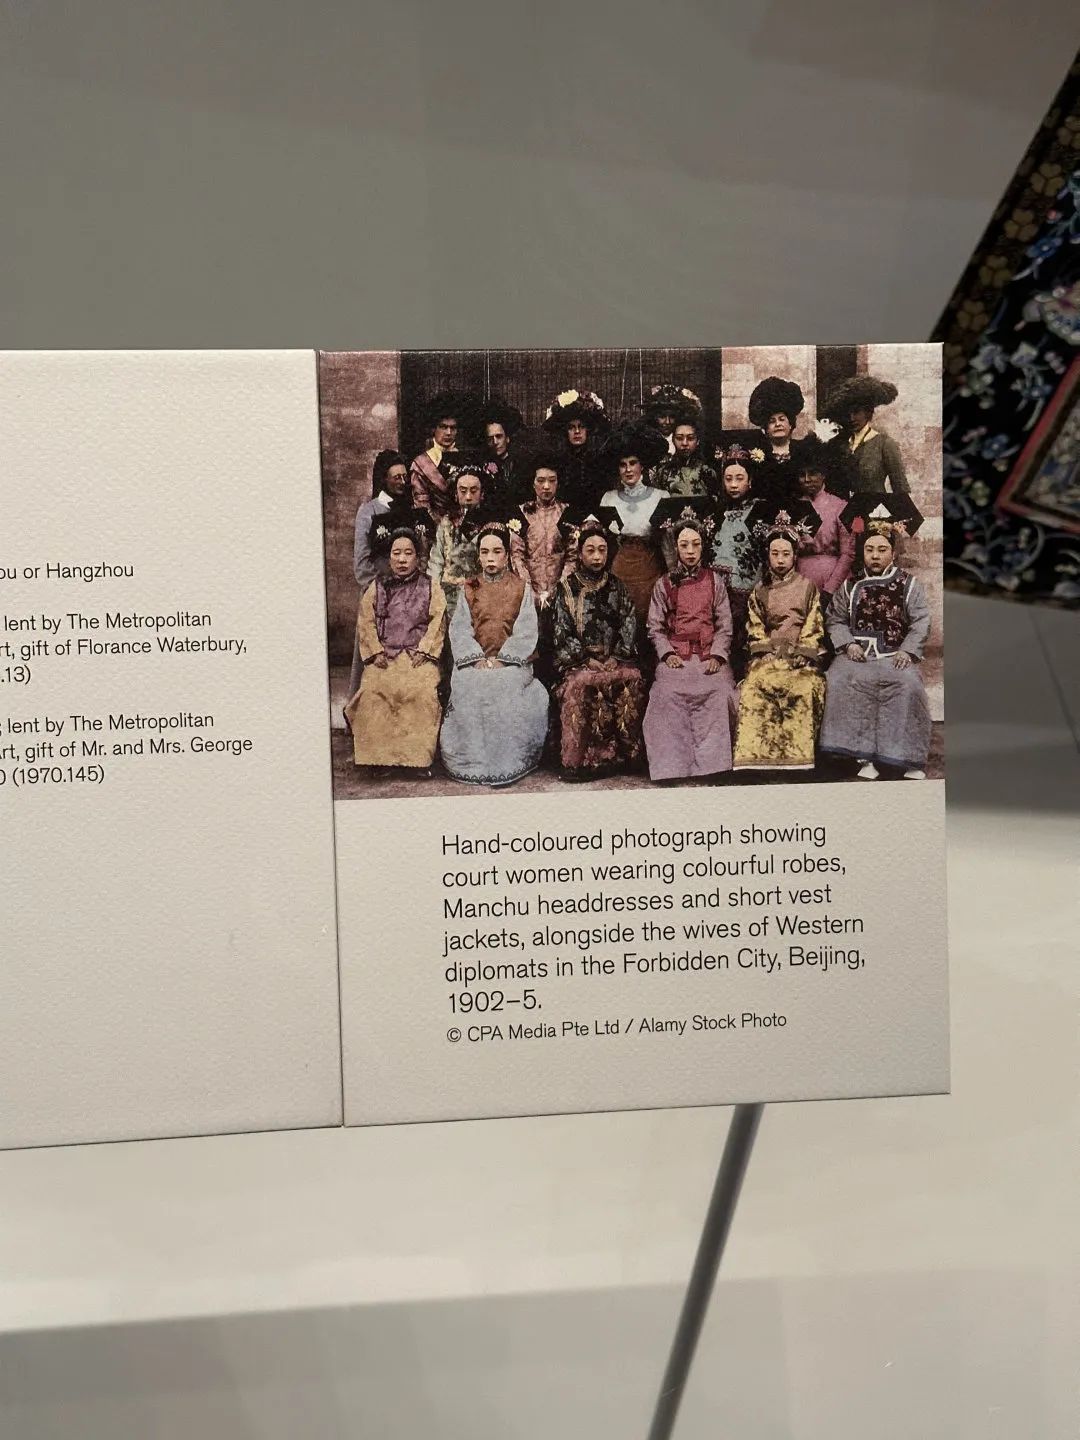 ou or Hangzhou
lent by The Metropolitan
rt, gift of Florance Waterbury,
.13)
; lent by The Metropolitan
Art, gift of Mr. and Mrs. George
0 (1970.145)
Hand-coloured photograph showing
court women wearing colourful robes,
Manchu headdresses and short vest
jackets, alongside the wives of Western
diplomats in the Forbidden City, Beijing,
1902–5.
© CPA Media Pte Ltd / Alamy Stock Photo